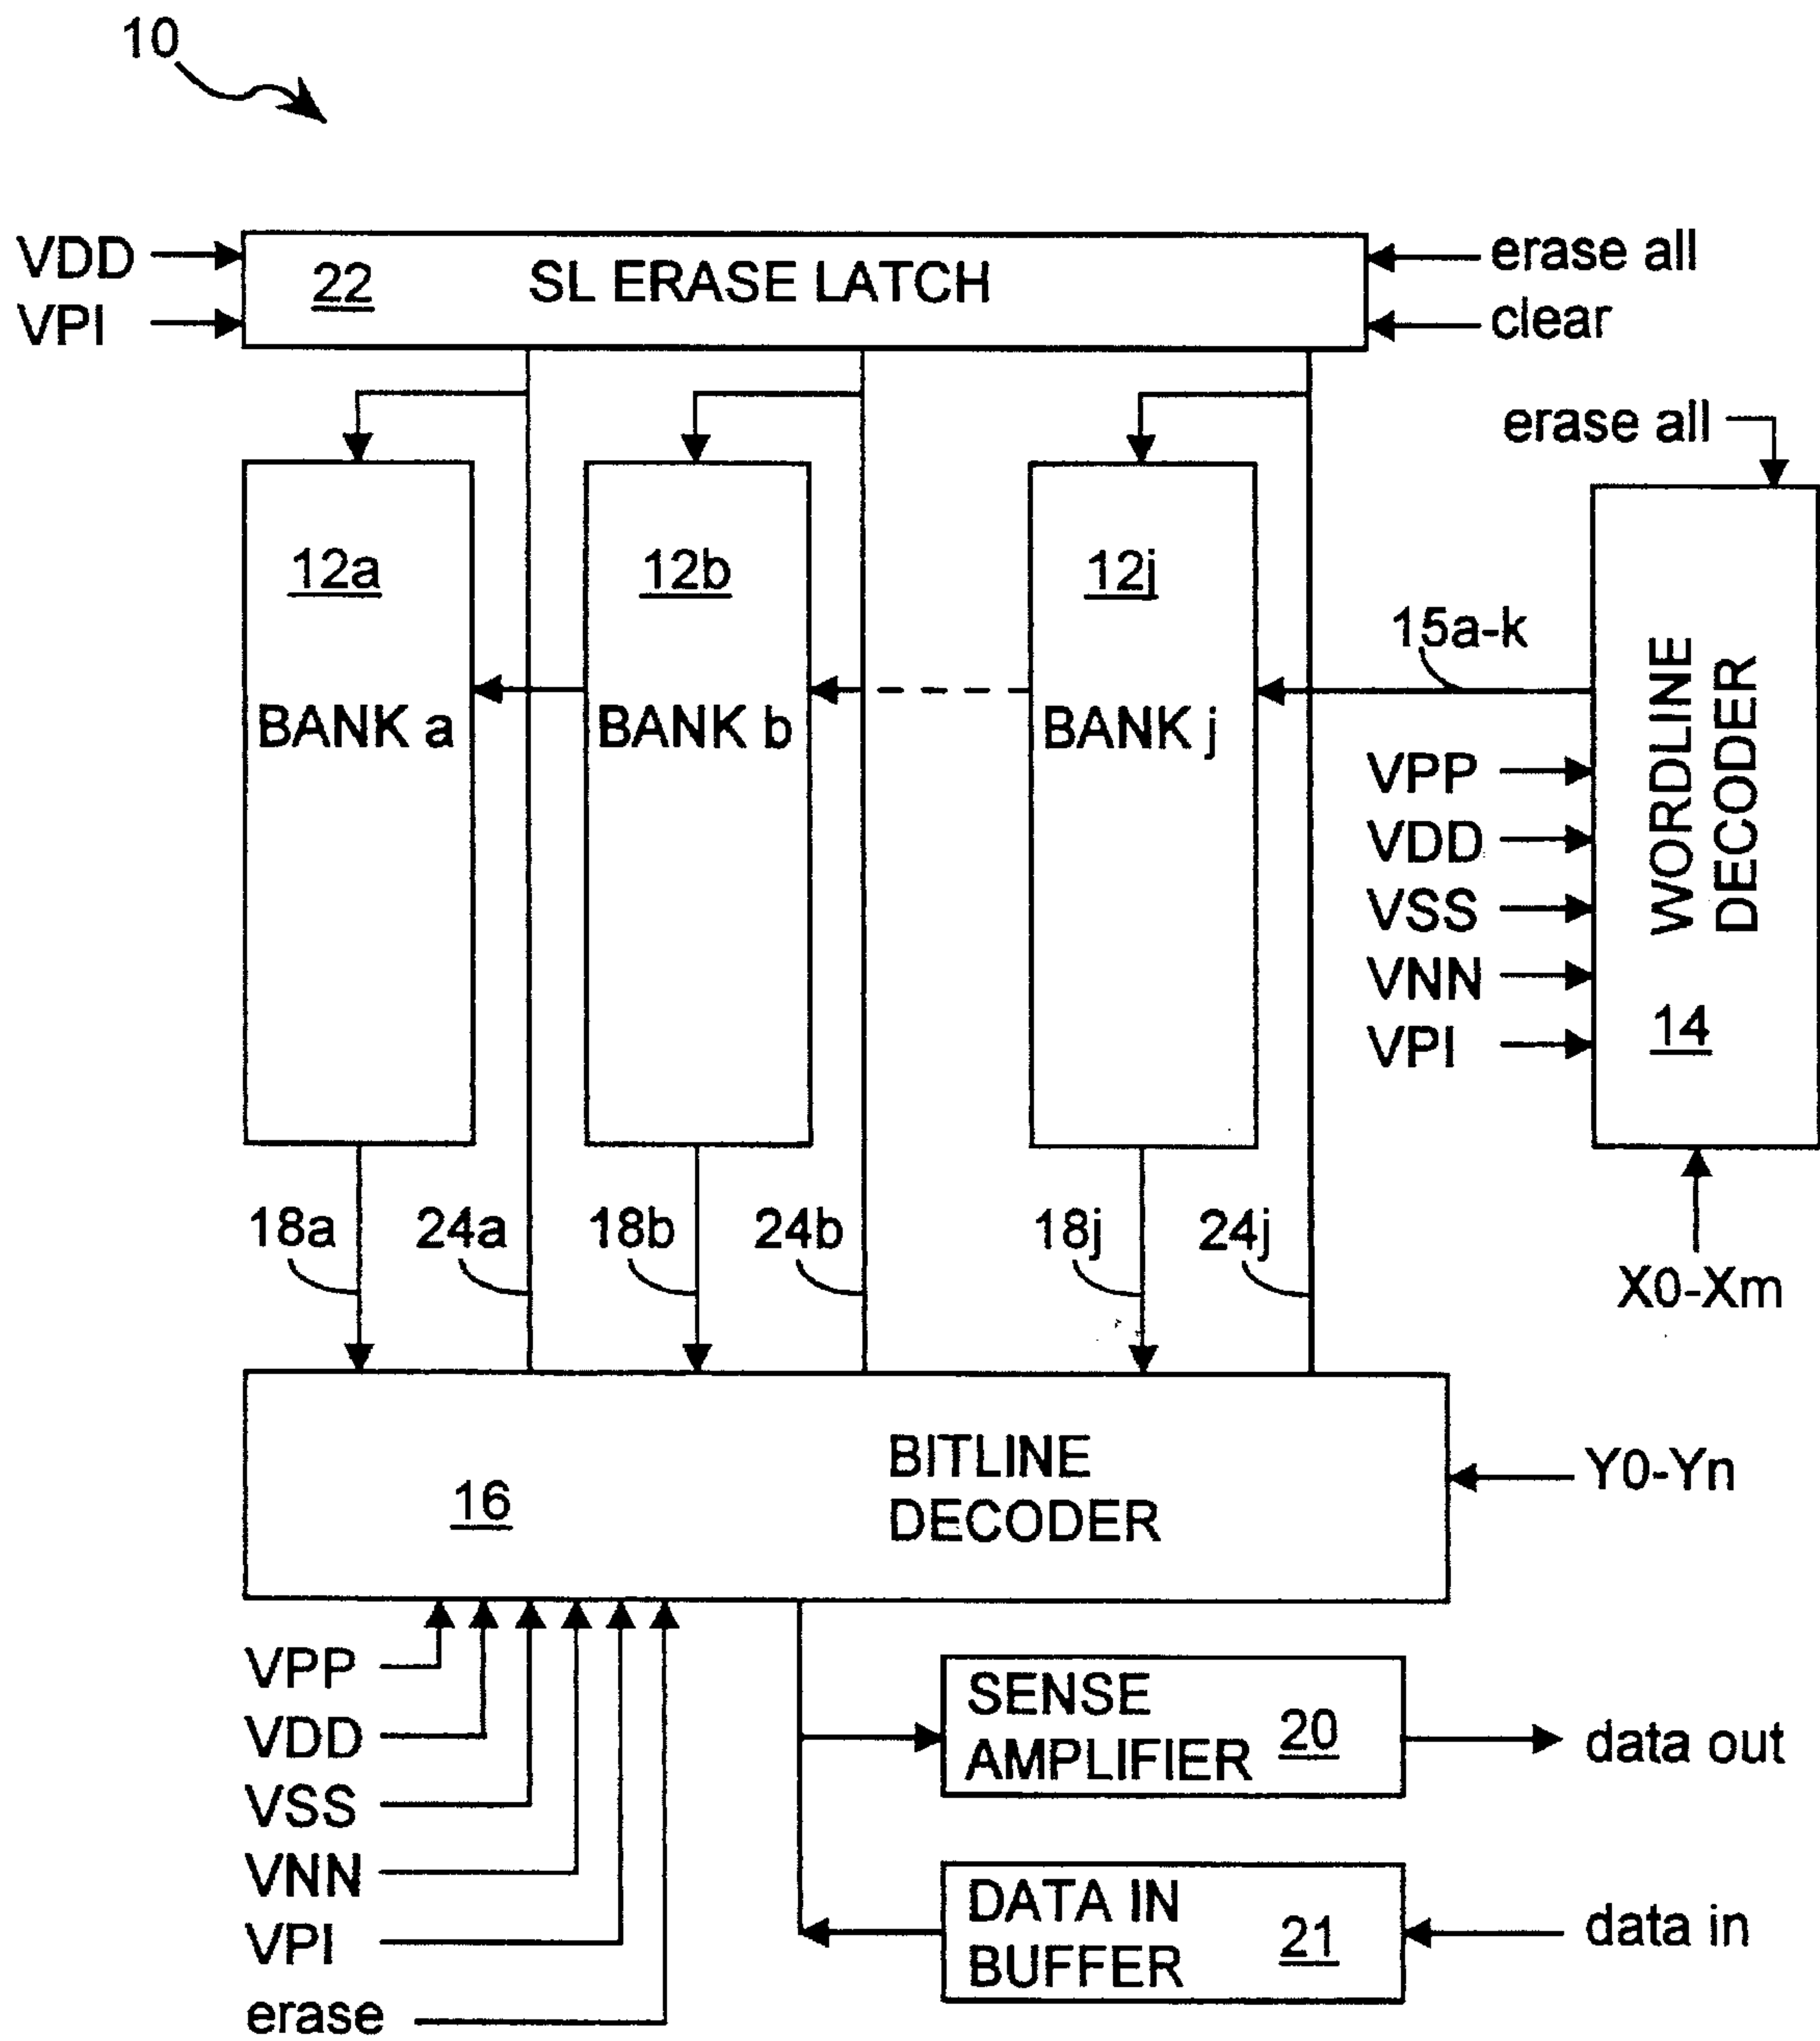 10
VDD
VPI
22 SL ERASE LATCH
erase all
clear
erase all
12a
12b
12j
15a-k
BANK a
BANK b
BANK j
VPP
VDD
VSS
VNN
VPI
WORDLINE
DECODER
14
18a
24a
18b
24b
18j
24j
X0-Xm
BITLINE
DECODER
16
Y0-Yn
VPP
VDD
VSS
VNN
VPI
erase
SENSE
AMPLIFIER 20
data out
DATA IN
BUFFER 21
data in